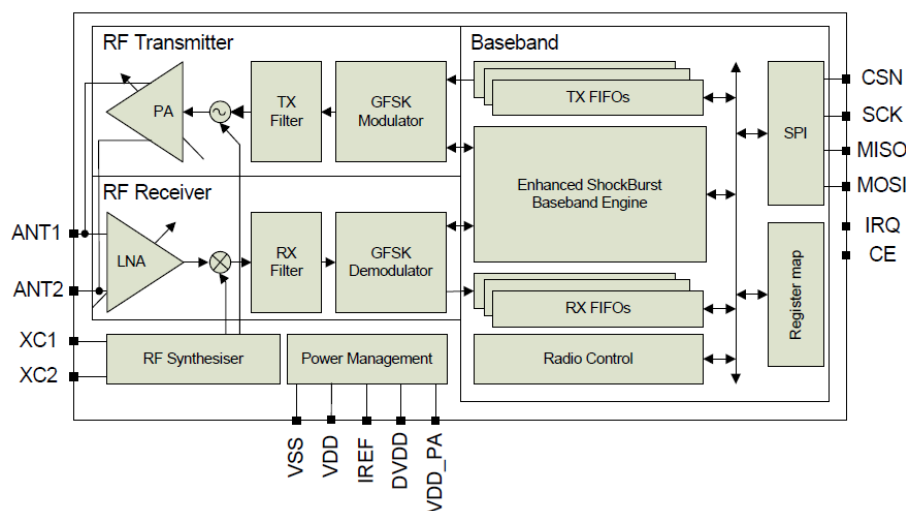 RF Transmitter
Baseband
PA
TX
Filter
GFSK
Modulator
TX FIFOs
SPI
CSN
SCK
MISO
MOSI
Enhanced ShockBurst
Baseband Engine
RF Receiver
ANT1
ANT2
LNA
RX
Filter
GFSK
Demodulator
RX FIFOs
Register map
IRQ
CE
XC1
XC2
RF Synthesiser
Power Management
Radio Control
VSS
VDD
IREF
DVDD
VDD_PA